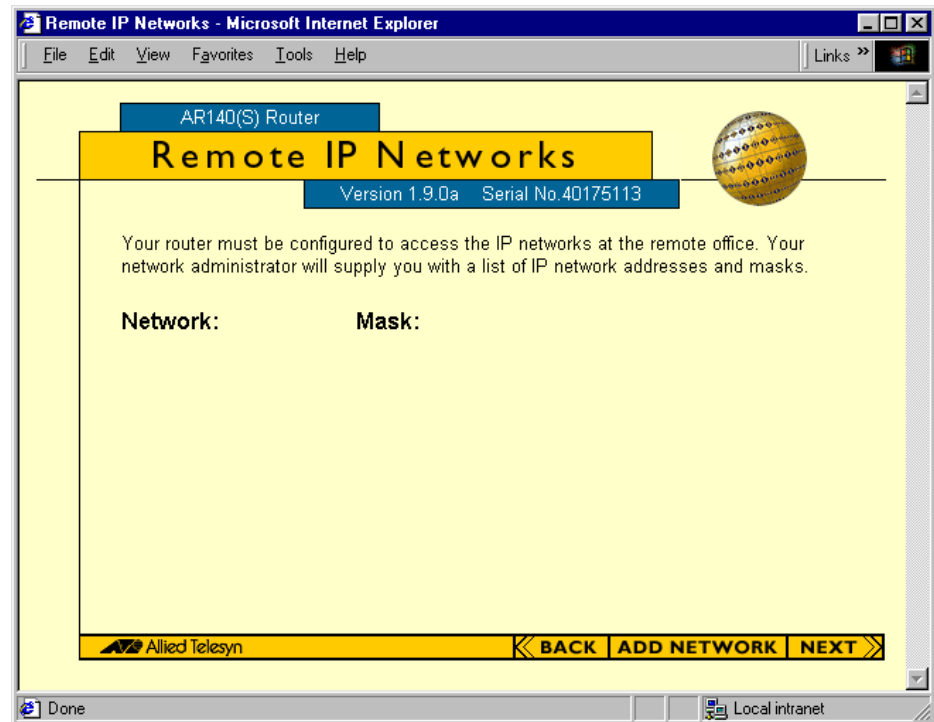 Remote IP Networks - Microsoft Internet Explorer
File Edit View Favorites Tools Help
Links »
AR140(S) Router
Remote IP Networks
Version 1.9.0a Serial No.40175113
Your router must be configured to access the IP networks at the remote office. Your
network administrator will supply you with a list of IP network addresses and masks.
Network: Mask:
Allied Telesyn
BACK ADD NETWORK NEXT
Done
Local intranet